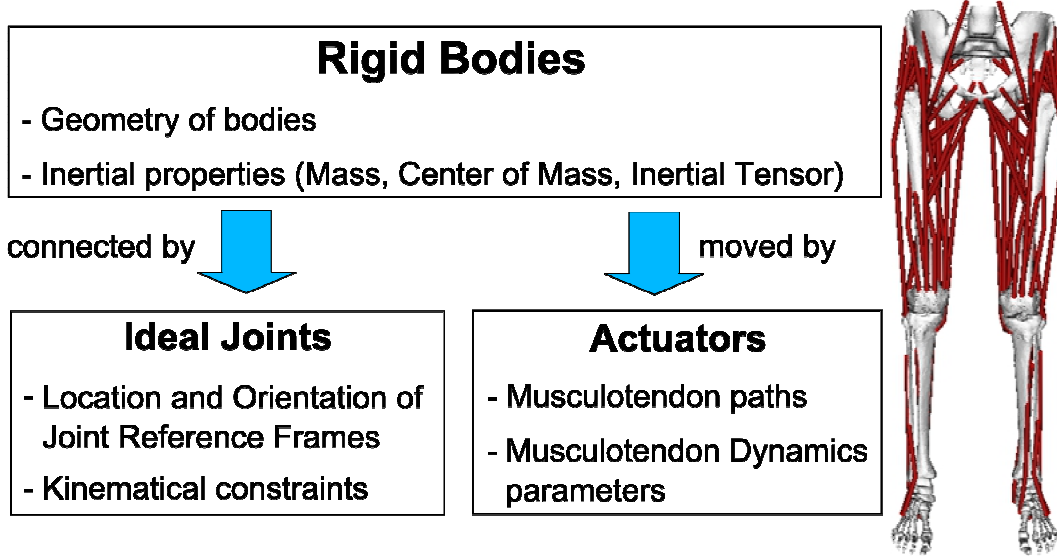 Rigid Bodies
- Geometry of bodies
- Inertial properties (Mass, Center of Mass, Inertial Tensor)
connected by
moved by
Ideal Joints
- Location and Orientation of
Joint Reference Frames
- Kinematical constraints
Actuators
- Musculotendon paths
- Musculotendon Dynamics
parameters